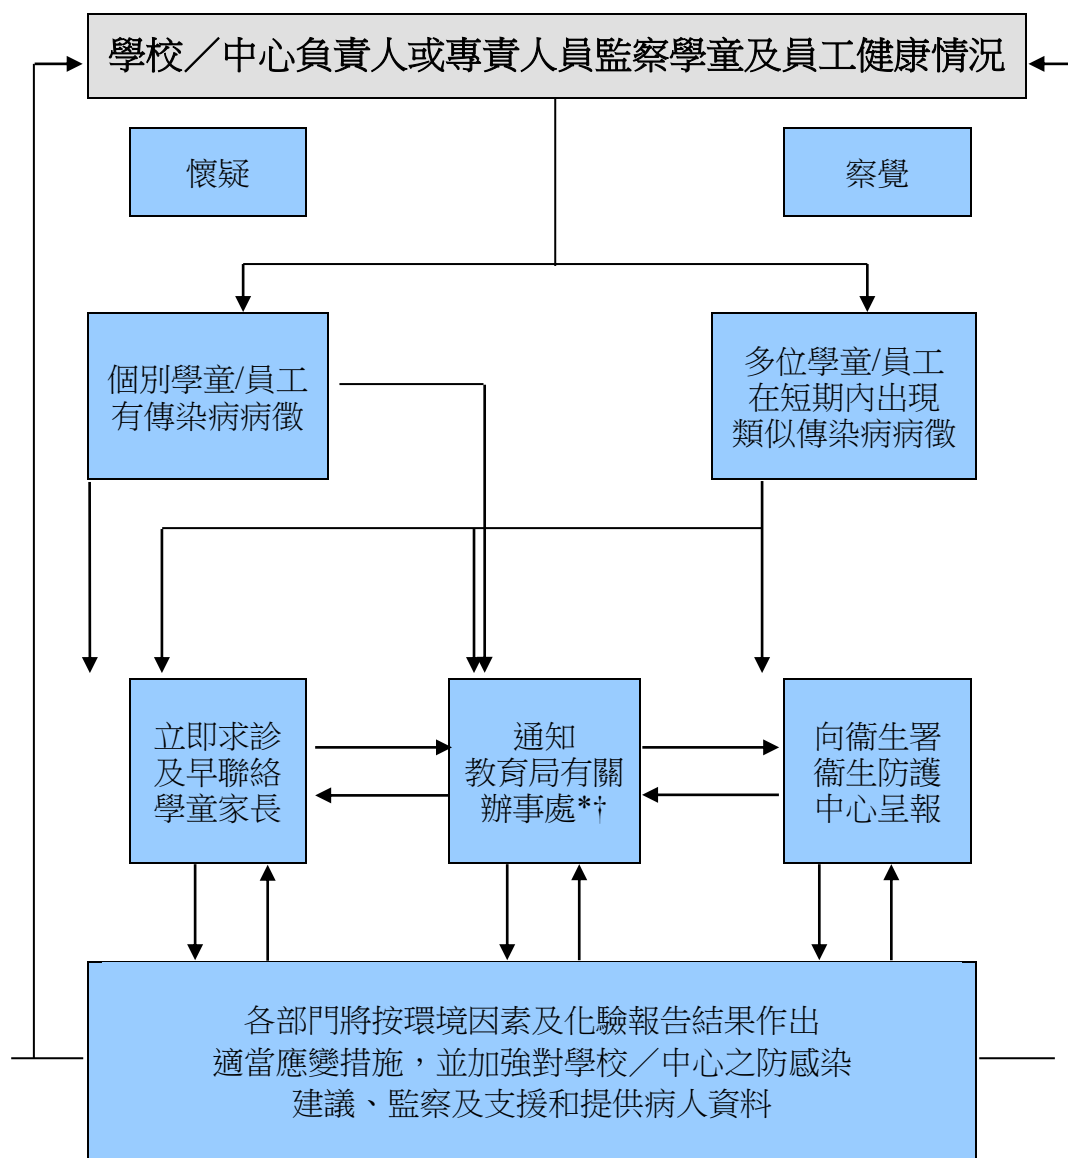 學校／中心負責人或專責人員監察學童及員工健康情況
懷疑
察覺
個別學童/員工
有傳染病病徵
多位學童/員工
在短期內出現
類似傳染病病徵
立即求診
及早聯絡
學童家長
通知
教育局有關
辦事處*†
向衞生署
衞生防護
中心呈報
各部門將按環境因素及化驗報告結果作出
適當應變措施，並加強對學校／中心之防感染
建議、監察及支援和提供病人資料